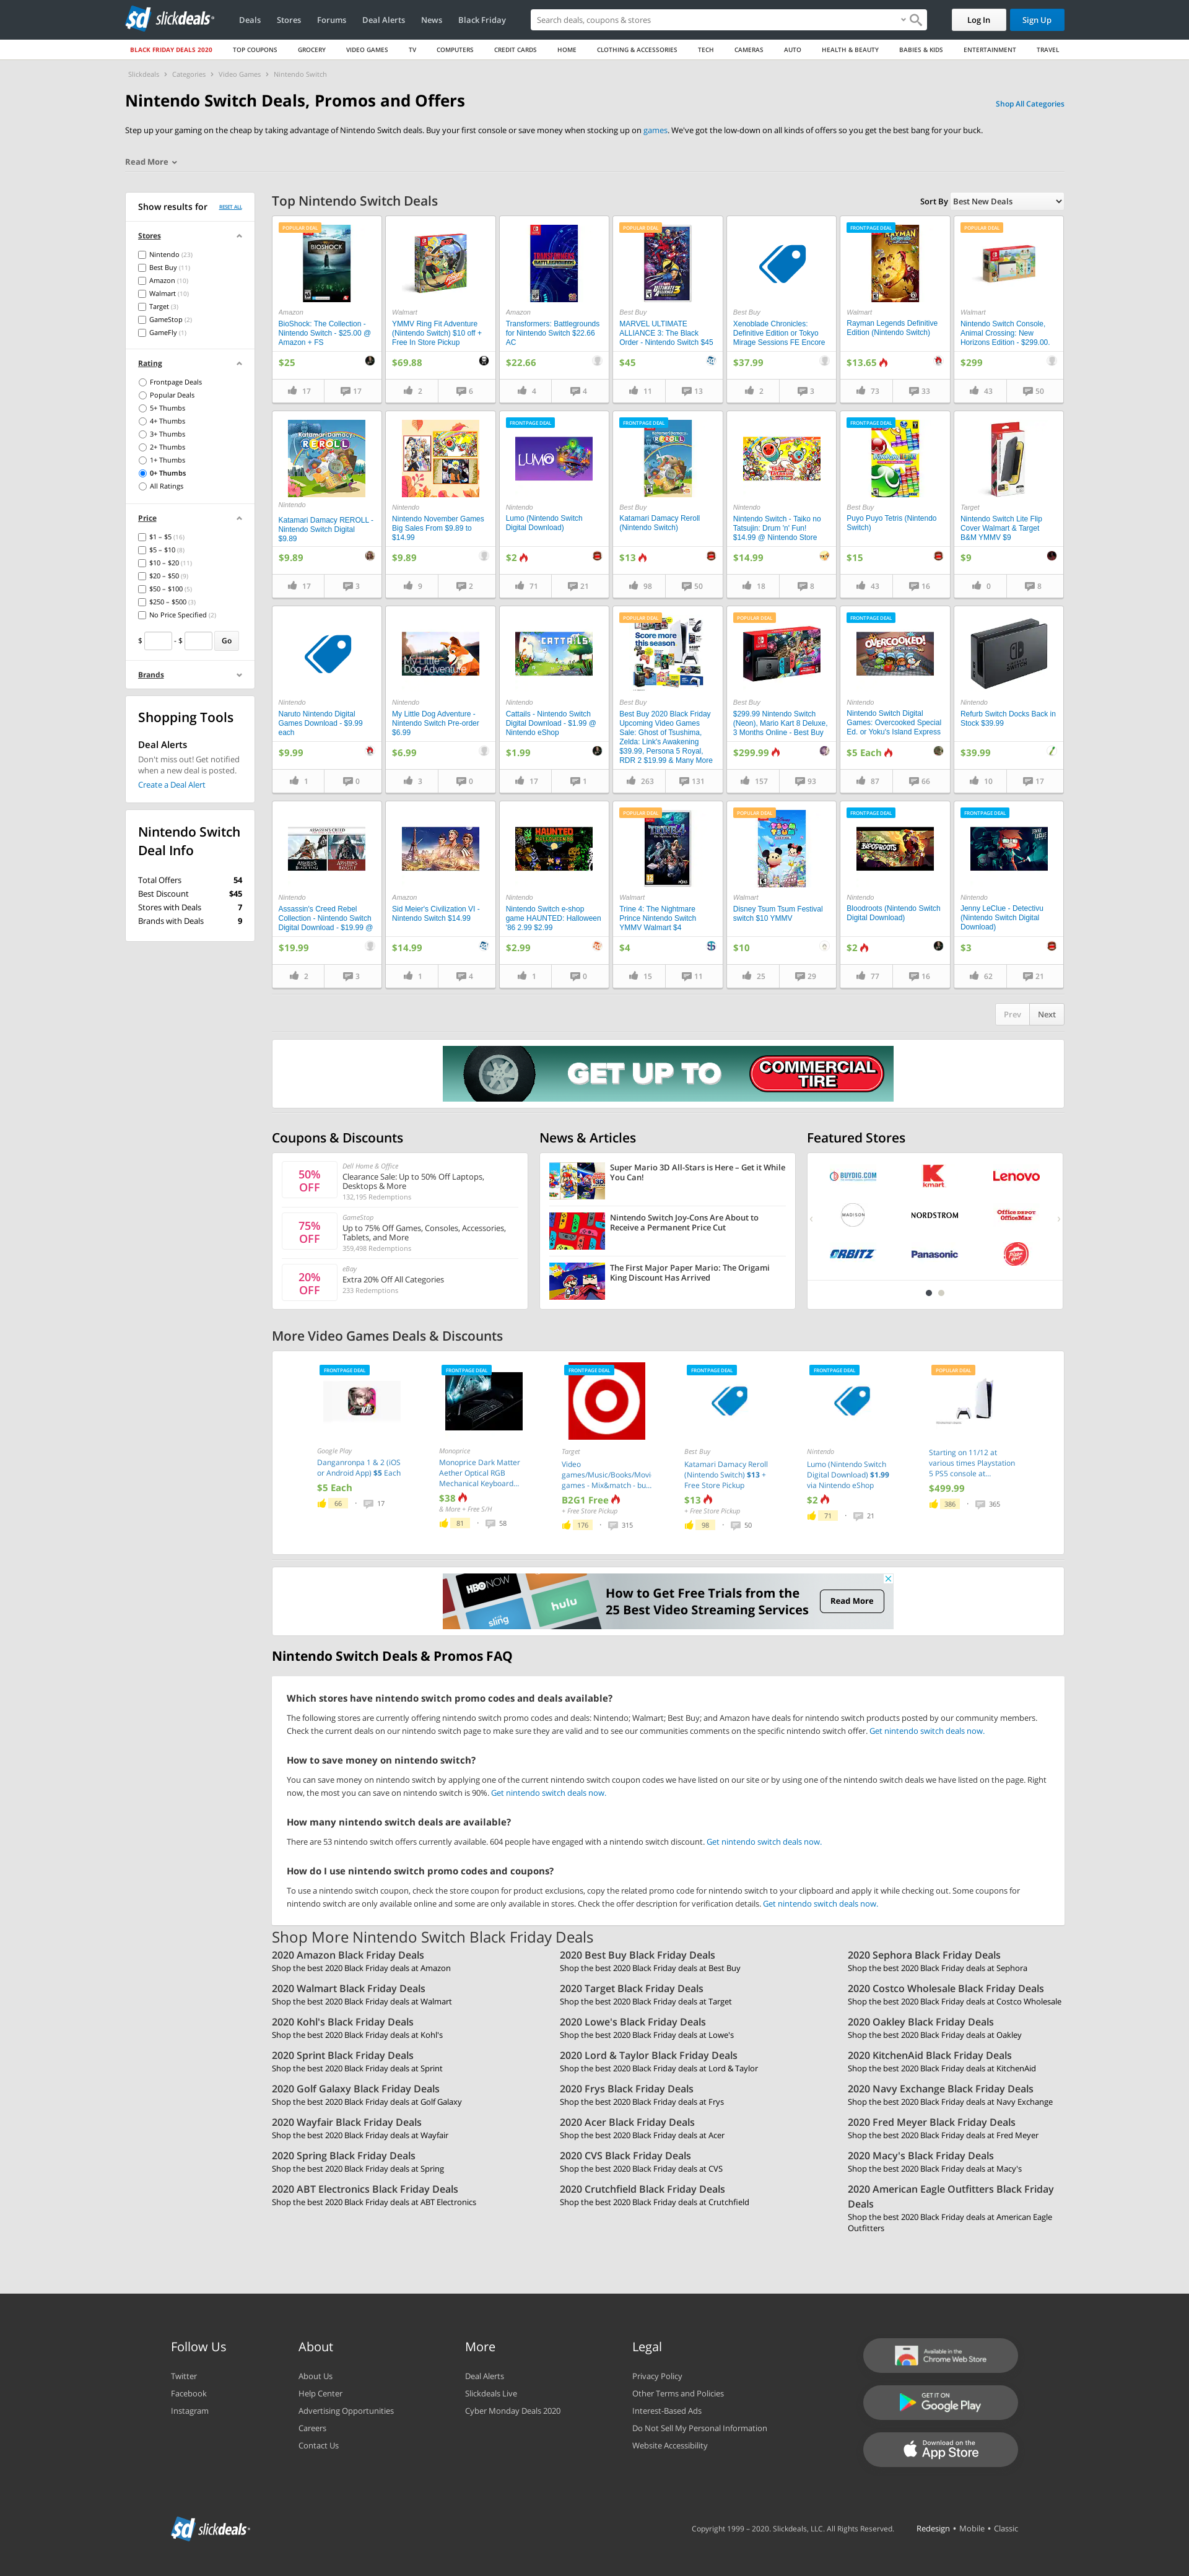 slickdeals
Deals
Stores
Forums
Deal Alerts
News
Black Friday
Search deals, coupons & stores
Log In
Sign Up
BLACK FRIDAY DEALS 2020
TOP COUPONS
GROCERY
VIDEO GAMES
TV
COMPUTERS
CREDIT CARDS
HOME
CLOTHING & ACCESSORIES
TECH
CAMERAS
AUTO
HEALTH & BEAUTY
BABIES & KIDS
ENTERTAINMENT
TRAVEL
Slickdeals › Categories › Video Games › Nintendo Switch
Nintendo Switch Deals, Promos and Offers
Shop All Categories
Step up your gaming on the cheap by taking advantage of Nintendo Switch deals. Buy your first console or save money when stocking up on games. We've got the low-down on all kinds of offers so you get the best bang for your buck.
Read More
Show results for
RESET ALL
Stores
Nintendo (23)
Best Buy (11)
Amazon (10)
Walmart (10)
Target (3)
GameStop (2)
GameFly (1)
Rating
Frontpage Deals
Popular Deals
5+ Thumbs
4+ Thumbs
3+ Thumbs
2+ Thumbs
1+ Thumbs
0+ Thumbs
All Ratings
Price
$1 – $5 (16)
$5 – $10 (8)
$10 – $20 (11)
$20 – $50 (9)
$50 – $100 (5)
$250 – $500 (3)
No Price Specified (2)
$ - $ Go
Brands
Shopping Tools
Deal Alerts
Don't miss out! Get notified
when a new deal is posted.
Create a Deal Alert
Nintendo Switch
Deal Info
Total Offers 54
Best Discount $45
Stores with Deals 7
Brands with Deals 9
Top Nintendo Switch Deals
Sort By Best New Deals
POPULAR DEAL
BIOSHOCK
Amazon
BioShock: The Collection -
Nintendo Switch - $25.00 @
Amazon + FS
$25
17 17
Walmart
YMMV Ring Fit Adventure
(Nintendo Switch) $10 off +
Free In Store Pickup
$69.88
2 6
TRANSFORMERS
BATTLEGROUNDS
Amazon
Transformers: Battlegrounds
for Nintendo Switch $22.66
AC
$22.66
4 4
POPULAR DEAL
Best Buy
MARVEL ULTIMATE
ALLIANCE 3: The Black
Order - Nintendo Switch $45
$45
11 13
Best Buy
Xenoblade Chronicles:
Definitive Edition or Tokyo
Mirage Sessions FE Encore
$37.99
2 3
FRONTPAGE DEAL
RAYMAN
Walmart
Rayman Legends Definitive
Edition (Nintendo Switch)
$13.65
73 33
POPULAR DEAL
Walmart
Nintendo Switch Console,
Animal Crossing: New
Horizons Edition - $299.00.
$299
43 50
Katamari Damacy
REROLL
Nintendo
Katamari Damacy REROLL -
Nintendo Switch Digital
$9.89
$9.89
17 3
Nintendo
Nintendo November Games
Big Sales From $9.89 to
$14.99
$9.89
9 2
FRONTPAGE DEAL
LUMO
Nintendo
Lumo (Nintendo Switch
Digital Download)
$2
71 21
FRONTPAGE DEAL
REROLL
Best Buy
Katamari Damacy Reroll
(Nintendo Switch)
$13
98 50
Nintendo
Nintendo Switch - Taiko no
Tatsujin: Drum 'n' Fun!
$14.99 @ Nintendo Store
$14.99
18 8
FRONTPAGE DEAL
Best Buy
Puyo Puyo Tetris (Nintendo
Switch)
$15
43 16
Target
Nintendo Switch Lite Flip
Cover Walmart & Target
B&M YMMV $9
$9
0 8
Nintendo
Naruto Nintendo Digital
Games Download - $9.99
each
$9.99
1 0
My Little
Dog Adventure
Nintendo
My Little Dog Adventure -
Nintendo Switch Pre-order
$6.99
$6.99
3 0
CATTAILS
Nintendo
Cattails - Nintendo Switch
Digital Download - $1.99 @
Nintendo eShop
$1.99
17 1
POPULAR DEAL
Score more
this season
Best Buy
Best Buy 2020 Black Friday
Upcoming Video Games
Sale: Ghost of Tsushima,
Zelda: Link's Awakening
$39.99, Persona 5 Royal,
RDR 2 $19.99 & Many More
263 131
POPULAR DEAL
Best Buy
$299.99 Nintendo Switch
(Neon), Mario Kart 8 Deluxe,
3 Months Online - Best Buy
$299.99
157 93
FRONTPAGE DEAL
OVERCOOKED!
Nintendo
Nintendo Switch Digital
Games: Overcooked Special
Ed. or Yoku's Island Express
$5 Each
87 66
Nintendo
Refurb Switch Docks Back in
Stock $39.99
$39.99
10 17
Nintendo
Assassin's Creed Rebel
Collection - Nintendo Switch
Digital Download - $19.99 @
$19.99
2 3
Amazon
Sid Meier's Civilization VI -
Nintendo Switch $14.99
$14.99
1 4
HAUNTED
Nintendo
Nintendo Switch e-shop
game HAUNTED: Halloween
'86 2.99 $2.99
$2.99
1 0
POPULAR DEAL
TRINE 4
Walmart
Trine 4: The Nightmare
Prince Nintendo Switch
YMMV Walmart $4
$4
15 11
POPULAR DEAL
TSUM TSUM
Walmart
Disney Tsum Tsum Festival
switch $10 YMMV
$10
25 29
FRONTPAGE DEAL
BLOODROOTS
Nintendo
Bloodroots (Nintendo Switch
Digital Download)
$2
77 16
FRONTPAGE DEAL
Nintendo
Jenny LeClue - Detectivu
(Nintendo Switch Digital
Download)
$3
62 21
Prev
Next
GET UP TO
COMMERCIAL
TIRE
Coupons & Discounts
50%
OFF
Dell Home & Office
Clearance Sale: Up to 50% Off Laptops,
Desktops & More
132,195 Redemptions
75%
OFF
GameStop
Up to 75% Off Games, Consoles, Accessories,
Tablets, and More
359,498 Redemptions
20%
OFF
eBay
Extra 20% Off All Categories
233 Redemptions
News & Articles
Super Mario 3D All-Stars is Here – Get it While
You Can!
Nintendo Switch Joy-Cons Are About to
Receive a Permanent Price Cut
The First Major Paper Mario: The Origami
King Discount Has Arrived
Featured Stores
BUYDIG.COM
kmart
Lenovo
MADISON
NORDSTROM
Office DEPOT
OfficeMax
ORBITZ
Panasonic
More Video Games Deals & Discounts
FRONTPAGE DEAL
Google Play
Danganronpa 1 & 2 (iOS
or Android App) $5 Each
$5 Each
66 • 17
FRONTPAGE DEAL
Monoprice
Monoprice Dark Matter
Aether Optical RGB
Mechanical Keyboard...
$38
& More + Free S/H
81 • 58
FRONTPAGE DEAL
Target
Video
games/Music/Books/Movi
games - Mix&match - bu...
B2G1 Free
+ Free Store Pickup
176 • 315
FRONTPAGE DEAL
Best Buy
Katamari Damacy Reroll
(Nintendo Switch) $13 +
Free Store Pickup
$13
+ Free Store Pickup
98 • 50
FRONTPAGE DEAL
Nintendo
Lumo (Nintendo Switch
Digital Download) $1.99
via Nintendo eShop
$2
71 • 21
POPULAR DEAL
Starting on 11/12 at
various times Playstation
5 PS5 console at...
$499.99
386 • 365
HBO NOW
hulu
sling
How to Get Free Trials from the
25 Best Video Streaming Services
Read More
Nintendo Switch Deals & Promos FAQ
Which stores have nintendo switch promo codes and deals available?
The following stores are currently offering nintendo switch promo codes and deals: Nintendo; Walmart; Best Buy; and Amazon have deals for nintendo switch products posted by our community members.
Check the current deals on our nintendo switch page to make sure they are valid and to see our communities comments on the specific nintendo switch offer. Get nintendo switch deals now.
How to save money on nintendo switch?
You can save money on nintendo switch by applying one of the current nintendo switch coupon codes we have listed on our site or by using one of the nintendo switch deals we have listed on the page. Right
now, the most you can save on nintendo switch is 90%. Get nintendo switch deals now.
How many nintendo switch deals are available?
There are 53 nintendo switch offers currently available. 604 people have engaged with a nintendo switch discount. Get nintendo switch deals now.
How do I use nintendo switch promo codes and coupons?
To use a nintendo switch coupon, check the store coupon for product exclusions, copy the related promo code for nintendo switch to your clipboard and apply it while checking out. Some coupons for
nintendo switch are only available online and some are only available in stores. Check the offer description for verification details. Get nintendo switch deals now.
Shop More Nintendo Switch Black Friday Deals
2020 Amazon Black Friday Deals
Shop the best 2020 Black Friday deals at Amazon
2020 Best Buy Black Friday Deals
Shop the best 2020 Black Friday deals at Best Buy
2020 Sephora Black Friday Deals
Shop the best 2020 Black Friday deals at Sephora
2020 Walmart Black Friday Deals
Shop the best 2020 Black Friday deals at Walmart
2020 Target Black Friday Deals
Shop the best 2020 Black Friday deals at Target
2020 Costco Wholesale Black Friday Deals
Shop the best 2020 Black Friday deals at Costco Wholesale
2020 Kohl's Black Friday Deals
Shop the best 2020 Black Friday deals at Kohl's
2020 Lowe's Black Friday Deals
Shop the best 2020 Black Friday deals at Lowe's
2020 Oakley Black Friday Deals
Shop the best 2020 Black Friday deals at Oakley
2020 Sprint Black Friday Deals
Shop the best 2020 Black Friday deals at Sprint
2020 Lord & Taylor Black Friday Deals
Shop the best 2020 Black Friday deals at Lord & Taylor
2020 KitchenAid Black Friday Deals
Shop the best 2020 Black Friday deals at KitchenAid
2020 Golf Galaxy Black Friday Deals
Shop the best 2020 Black Friday deals at Golf Galaxy
2020 Frys Black Friday Deals
Shop the best 2020 Black Friday deals at Frys
2020 Navy Exchange Black Friday Deals
Shop the best 2020 Black Friday deals at Navy Exchange
2020 Wayfair Black Friday Deals
Shop the best 2020 Black Friday deals at Wayfair
2020 Acer Black Friday Deals
Shop the best 2020 Black Friday deals at Acer
2020 Fred Meyer Black Friday Deals
Shop the best 2020 Black Friday deals at Fred Meyer
2020 Spring Black Friday Deals
Shop the best 2020 Black Friday deals at Spring
2020 CVS Black Friday Deals
Shop the best 2020 Black Friday deals at CVS
2020 Macy's Black Friday Deals
Shop the best 2020 Black Friday deals at Macy's
2020 ABT Electronics Black Friday Deals
Shop the best 2020 Black Friday deals at ABT Electronics
2020 Crutchfield Black Friday Deals
Shop the best 2020 Black Friday deals at Crutchfield
2020 American Eagle Outfitters Black Friday
Deals
Shop the best 2020 Black Friday deals at American Eagle
Outfitters
Follow Us
Twitter
Facebook
Instagram
About
About Us
Help Center
Advertising Opportunities
Careers
Contact Us
More
Deal Alerts
Slickdeals Live
Cyber Monday Deals 2020
Legal
Privacy Policy
Other Terms and Policies
Interest-Based Ads
Do Not Sell My Personal Information
Website Accessibility
Available in the
Chrome Web Store
GET IT ON
Google Play
Download on the
App Store
slickdeals
Copyright 1999 – 2020. Slickdeals, LLC. All Rights Reserved.
Redesign • Mobile • Classic